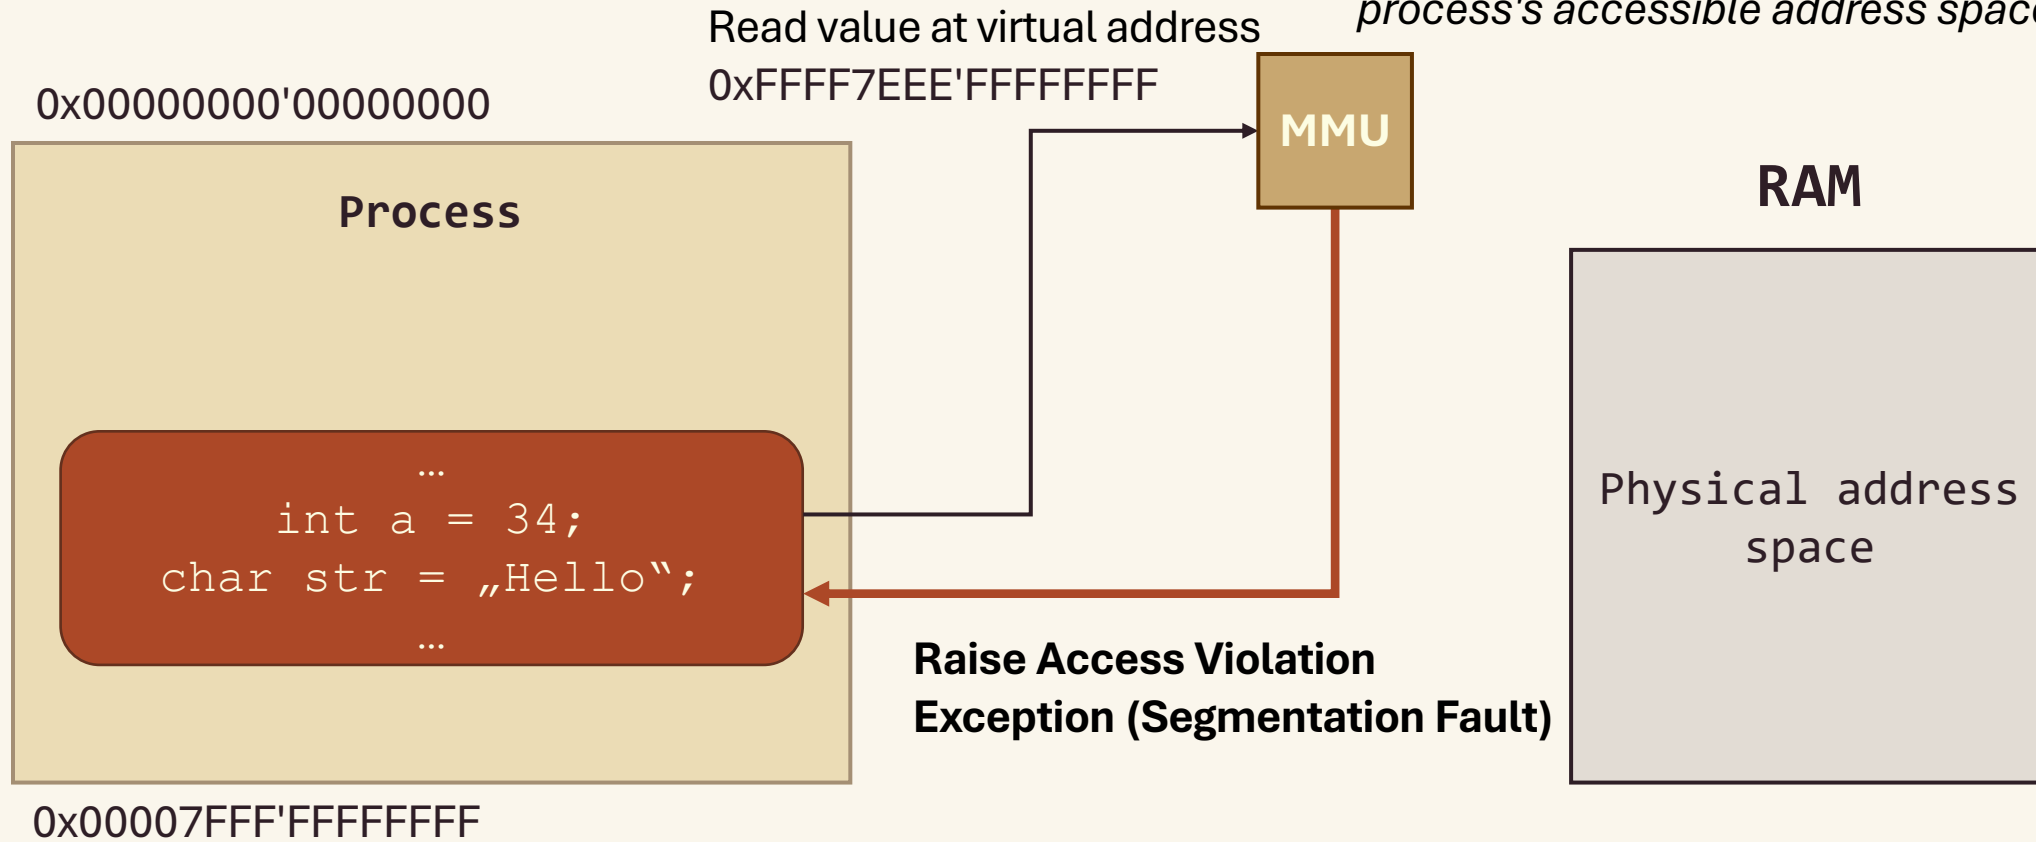 process's accessible address space
Read value at virtual address
0xFFFF7EEE'FFFFFFFF
0x00000000'00000000
MMU
Process
RAM
…
int a = 34;
char str = „Hello“;
…
Physical address
space
Raise Access Violation
Exception (Segmentation Fault)
0x00007FFF'FFFFFFFF